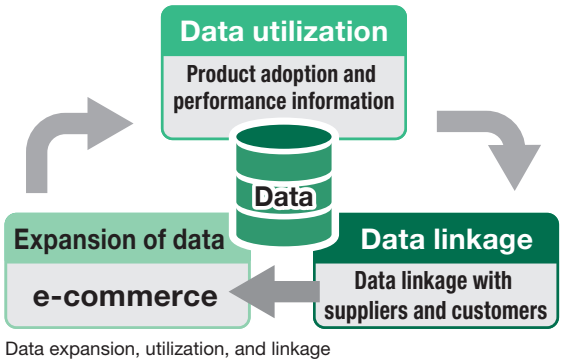 Data utilization
Product adoption and
performance information
Data
Expansion of data
e-commerce
Data linkage
Data linkage with
suppliers and customers
Data expansion, utilization, and linkage